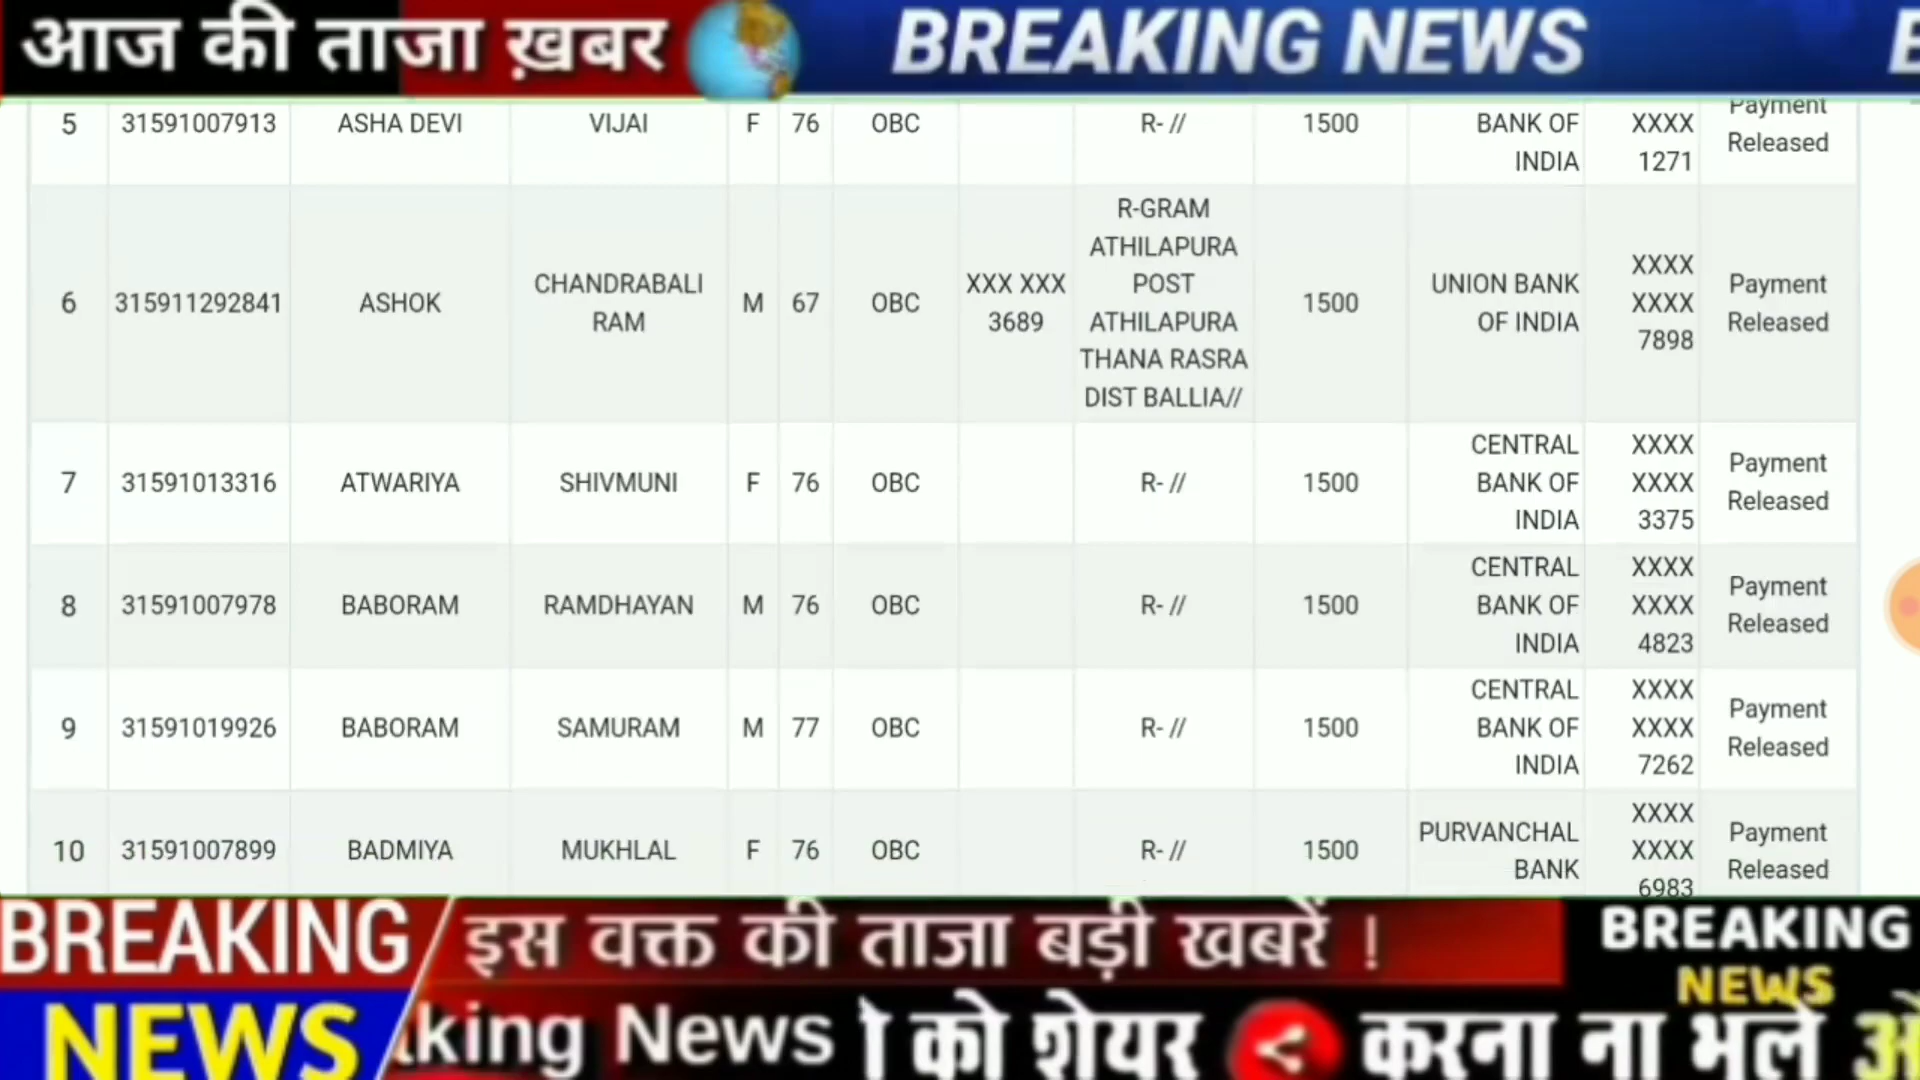 आज की ताजा ख़बर BREAKING NEWS
5 31591007913 ASHA DEVI VIJAI F 76 OBC R- // 1500 BANK OF INDIA XXXX 1271 Payment Released
6 315911292841 ASHOK CHANDRABALI RAM M 67 OBC XXX XXX 3689 R-GRAM ATHILAPURA POST ATHILAPURA THANA RASRA DIST BALLIA// 1500 UNION BANK OF INDIA XXXX XXXX 7898 Payment Released
7 31591013316 ATWARIYA SHIVMUNI F 76 OBC R- // 1500 CENTRAL BANK OF INDIA XXXX XXXX 3375 Payment Released
8 31591007978 BABORAM RAMDHAYAN M 76 OBC R- // 1500 CENTRAL BANK OF INDIA XXXX XXXX 4823 Payment Released
9 31591019926 BABORAM SAMURAM M 77 OBC R- // 1500 CENTRAL BANK OF INDIA XXXX XXXX 7262 Payment Released
10 31591007899 BADMIYA MUKHLAL F 76 OBC R- // 1500 PURVANCHAL BANK XXXX XXXX 6983 Payment Released
BREAKING NEWS
इस वक्त की ताजा बड़ी खबरें !
BREAKING NEWS
king News को शेयर करना ना भूले